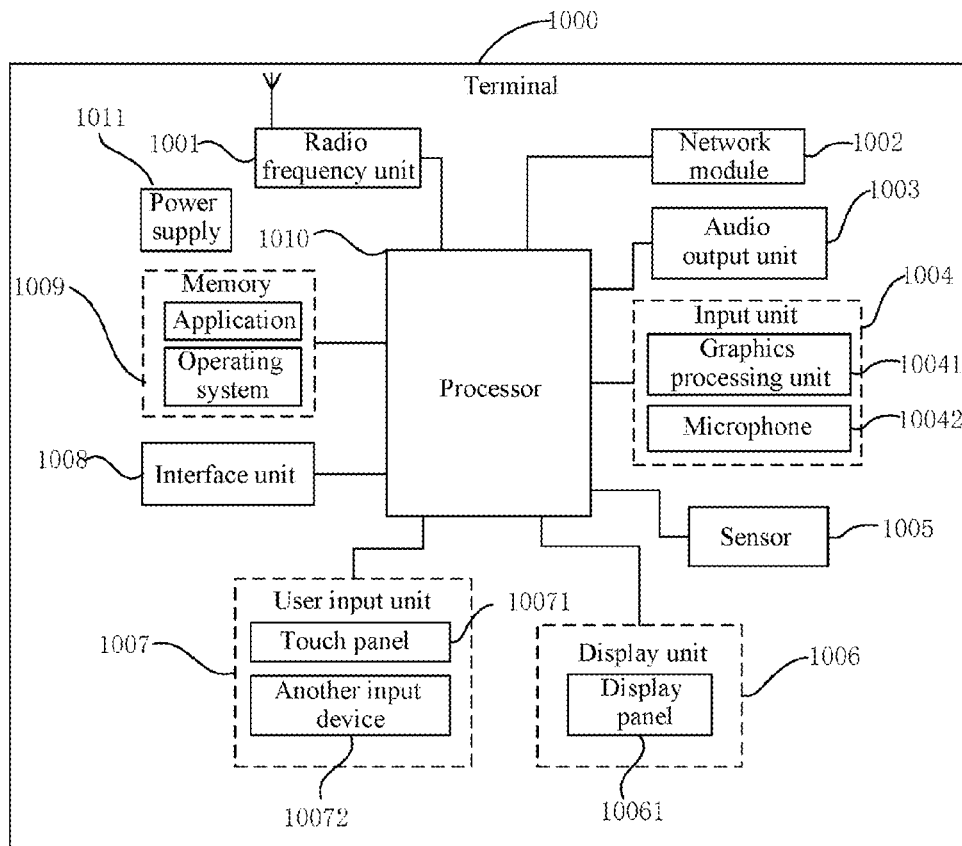 1000
Terminal
1011
1001
Radio
frequency unit
Network
module
1002
Power
supply
1003
Audio
output unit
1010
1009
Memory
Application
Operating
system
Processor
1004
Input unit
Graphics
processing unit
10041
Microphone
10042
1008
Interface unit
Sensor
1005
User input unit
10071
1007
Touch panel
Another input
device
10072
Display unit
1006
Display
panel
10061